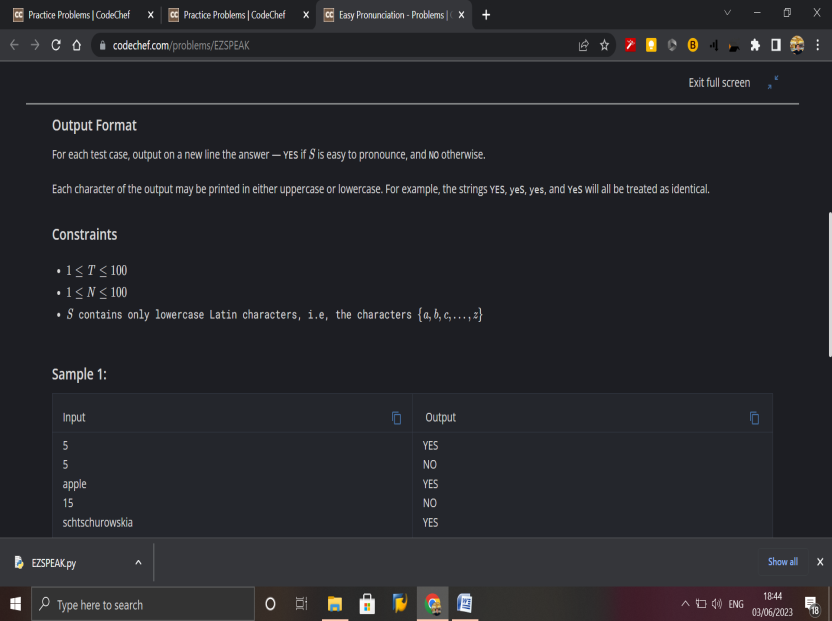 CC Practice Problems | CodeChef
CC Practice Problems | CodeChef
CC Easy Pronunciation - Problems |
codechef.com/problems/EZSPEAK
Exit full screen
Output Format
For each test case, output on a new line the answer — YES if S is easy to pronounce, and NO otherwise.
Each character of the output may be printed in either uppercase or lowercase. For example, the strings YES, yeS, yes, and YeS will all be treated as identical.
Constraints
• 1 ≤ T ≤ 100
• 1 ≤ N ≤ 100
• S contains only lowercase Latin characters, i.e, the characters {a, b, c, . . . , z}
Sample 1:
Input Output
5 YES
5 NO
apple YES
15 NO
schtschurowskia YES
EZSPEAK.py
Show all
Type here to search
ENG
18:44
03/06/2023
18